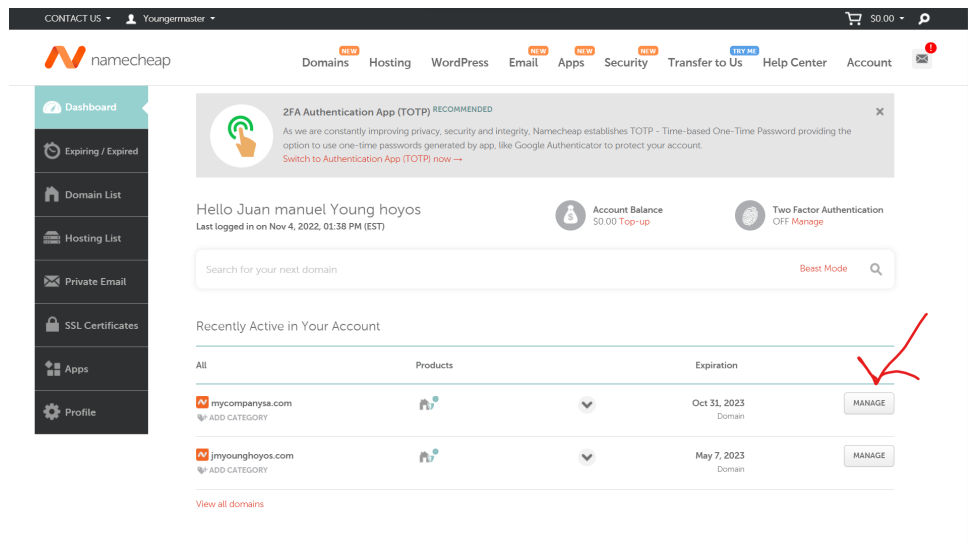 CONTACT US Youngermaster $0.00
namecheap
NEW NEW NEW NEW TRY ME
Domains Hosting WordPress Email Apps Security Transfer to Us Help Center Account
!
Dashboard
Expiring / Expired
Domain List
Hosting List
Private Email
SSL Certificates
Apps
Profile
2FA Authentication App (TOTP) RECOMMENDED
As we are constantly improving privacy, security and integrity, Namecheap establishes TOTP - Time-based One-Time Password providing the
option to use one-time passwords generated by app, like Google Authenticator to protect your account.
Switch to Authentication App (TOTP) now →
Hello Juan manuel Young hoyos
Last logged in on Nov 4, 2022, 01:38 PM (EST)
$
Account Balance
$0.00 Top-up
Two Factor Authentication
OFF Manage
Search for your next domain Beast Mode
Recently Active in Your Account
All Products Expiration
mycompanysa.com Oct 31, 2023 MANAGE
ADD CATEGORY Domain
jmyounghoyos.com May 7, 2023 MANAGE
ADD CATEGORY Domain
View all domains